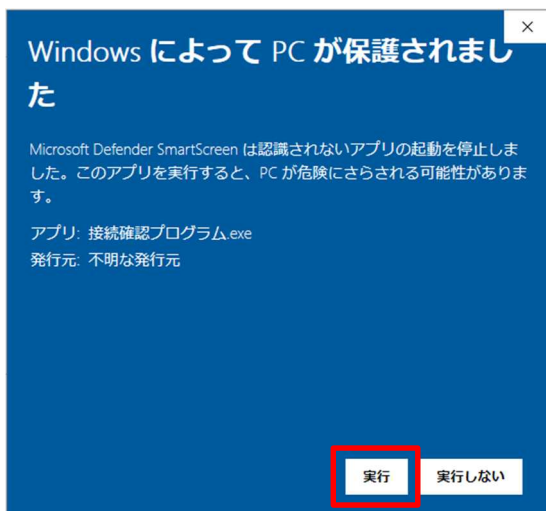 Windows によって PC が保護されまし
た
Microsoft Defender SmartScreen は認識されないアプリの起動を停止しま
した。このアプリを実行すると、PC が危険にさらされる可能性がありま
す。
アプリ: 接続確認プログラム.exe
発行元: 不明な発行元
実行 実行しない